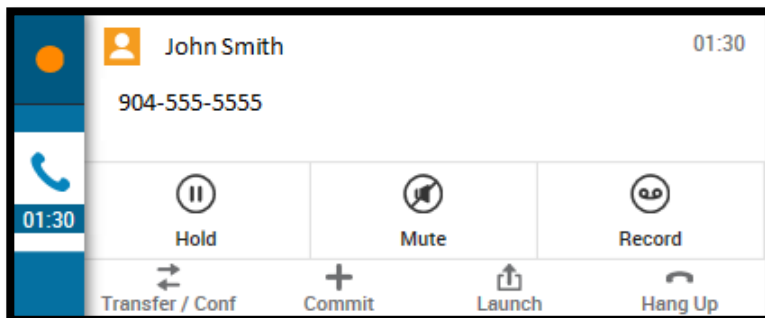 John Smith
01:30
904-555-5555
01:30
Hold
Mute
Record
Transfer / Conf
Commit
Launch
Hang Up